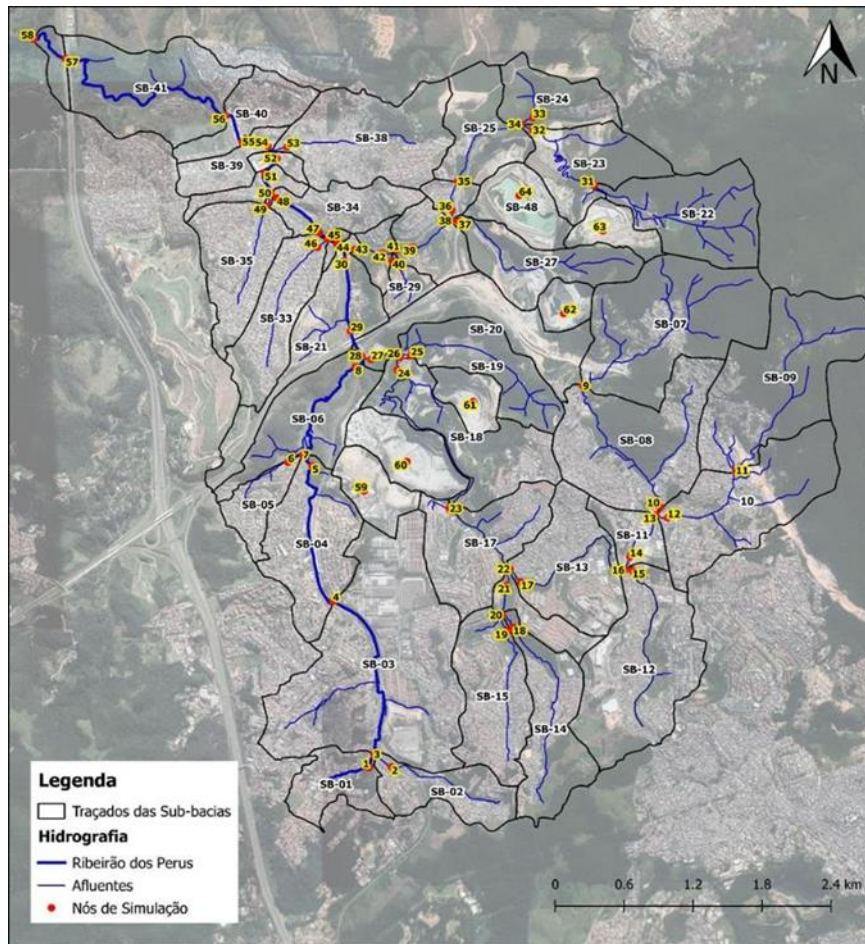 58
57
SB-41
56
SB-40
SB-24
33
34
32
SB-25
55
54
53
SB-38
52
SB-39
51
SB-23
35
31
50
48
49
SB-34
36
SB-48
64
SB-22
38
37
63
47
45
46
44
43
41
39
42
40
30
SB-35
SB-29
SB-27
62
SB-33
SB-07
SB-21
29
SB-20
28
27
26
25
8
24
SB-19
9
SB-09
61
SB-06
SB-18
SB-08
6
7
5
60
11
59
SB-05
23
10
10
13
12
SB-04
SB-11
SB-17
14
16
15
22
SB-13
17
21
4
20
18
19
SB-03
SB-12
SB-15
SB-14
3
1
2
SB-01
SB-02
N
Legenda
Traçados das Sub-bacias
Hidrografia
Ribeirão dos Perus
Afluentes
Nós de Simulação
0 0.6 1.2 1.8 2.4 km